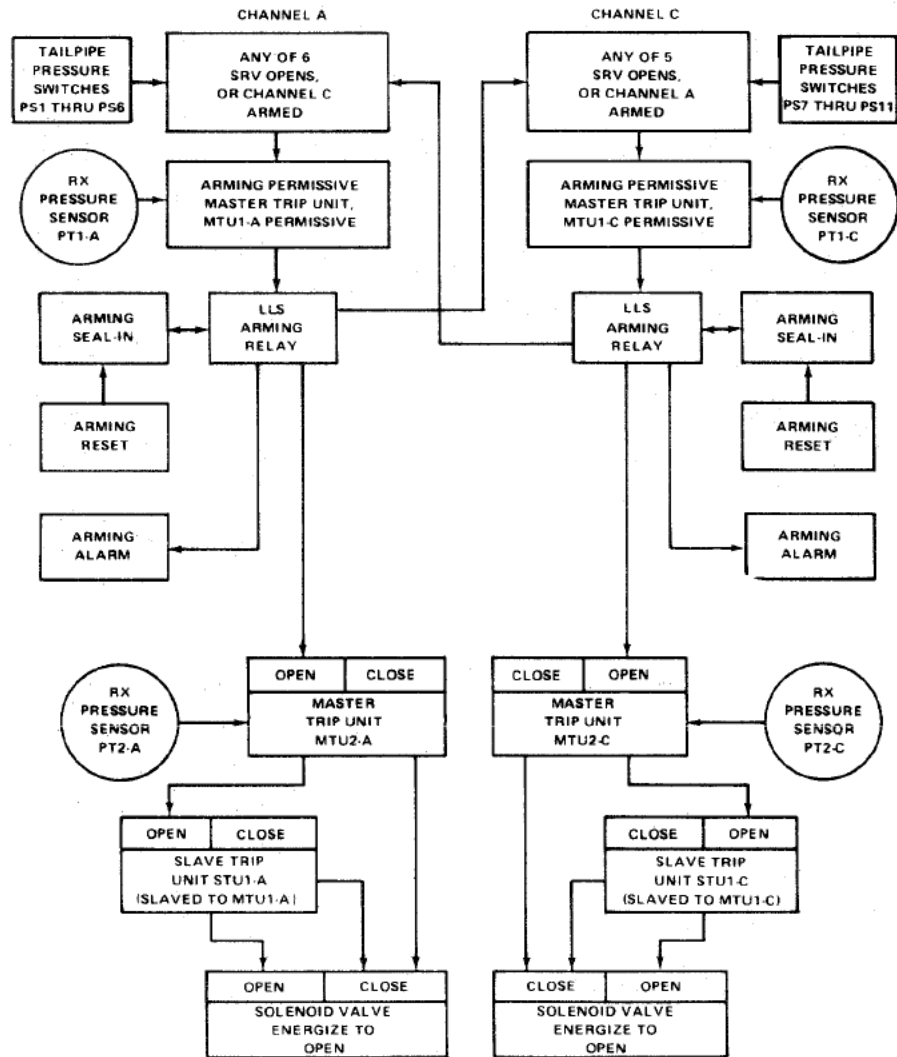 CHANNEL A
CHANNEL C
TAILPIPE
PRESSURE
SWITCHES
PS1 THRU PS6
ANY OF 6
SRV OPENS,
OR CHANNEL C
ARMED
ANY OF 5
SRV OPENS,
OR CHANNEL A
ARMED
TAILPIPE
PRESSURE
SWITCHES
PS7 THRU PS11
RX
PRESSURE
SENSOR
PT1-A
ARMING PERMISSIVE
MASTER TRIP UNIT,
MTU1-A PERMISSIVE
ARMING PERMISSIVE
MASTER TRIP UNIT,
MTU1-C PERMISSIVE
RX
PRESSURE
SENSOR
PT1-C
ARMING
SEAL-IN
LLS
ARMING
RELAY
LLS
ARMING
RELAY
ARMING
SEAL-IN
ARMING
RESET
ARMING
RESET
ARMING
ALARM
ARMING
ALARM
RX
PRESSURE
SENSOR
PT2-A
OPEN
CLOSE
MASTER
TRIP UNIT
MTU2-A
CLOSE
OPEN
MASTER
TRIP UNIT
MTU2-C
RX
PRESSURE
SENSOR
PT2-C
OPEN
CLOSE
SLAVE TRIP
UNIT STU1-A
(SLAVED TO MTU1-A)
CLOSE
OPEN
SLAVE TRIP
UNIT STU1-C
(SLAVED TO MTU1-C)
OPEN
CLOSE
SOLENOID VALVE
ENERGIZE TO
OPEN
CLOSE
OPEN
SOLENOID VALVE
ENERGIZE TO
OPEN